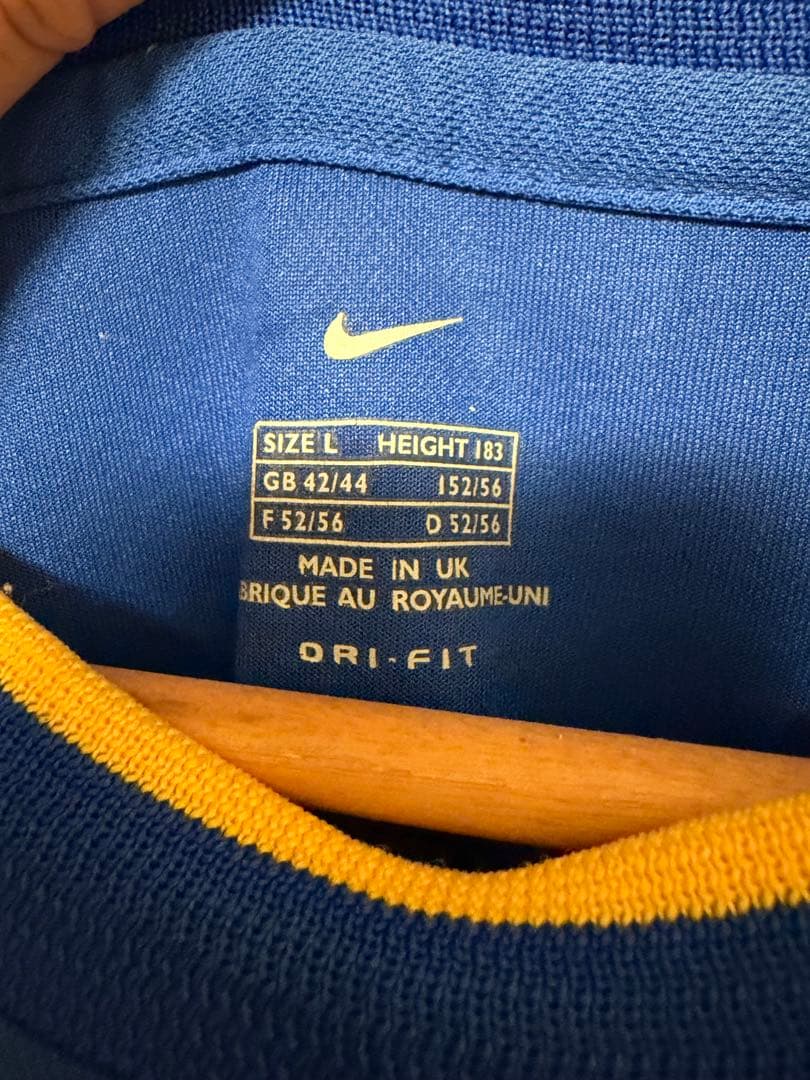 SIZE L HEIGHT 183
GB 42/44 I 52/56
F 52/56 D 52/56
MADE IN UK
BRIQUE AU ROYAUME-UNI
DRI-FIT